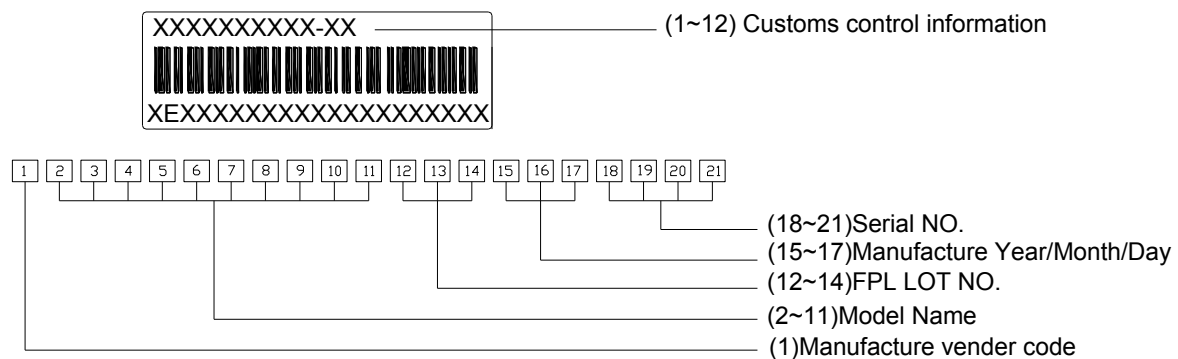 XXXXXXXXXX-XX
(1~12) Customs control information
XEXXXXXXXXXXXXXXXXXXX
1 2 3 4 5 6 7 8 9 10 11 12 13 14 15 16 17 18 19 20 21
(18~21)Serial NO.
(15~17)Manufacture Year/Month/Day
(12~14)FPL LOT NO.
(2~11)Model Name
(1)Manufacture vender code